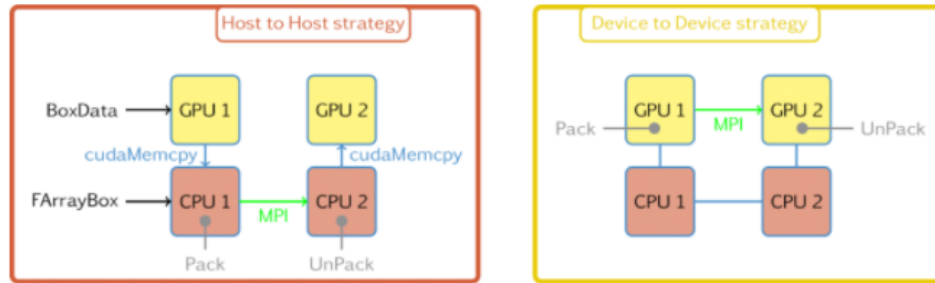 Host to Host strategy
BoxData
GPU 1
GPU 2
cudaMemcpy
cudaMemcpy
FArrayBox
CPU 1
MPI
CPU 2
Pack
UnPack
Device to Device strategy
GPU 1
GPU 2
Pack
MPI
UnPack
CPU 1
CPU 2